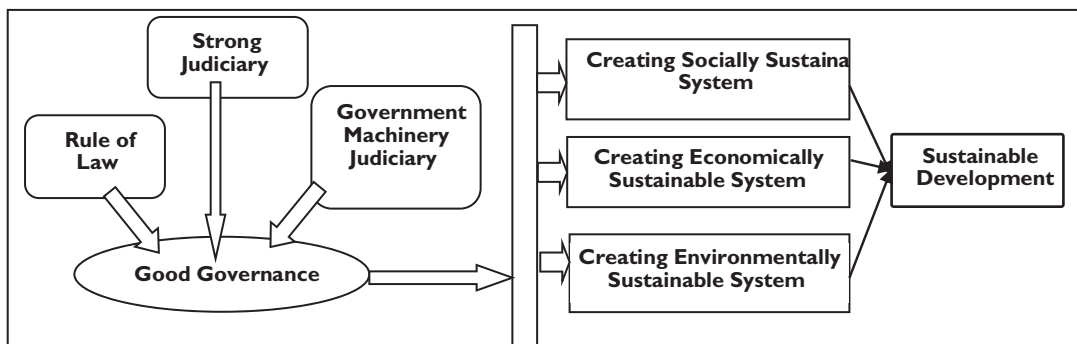 Strong
Judiciary
Rule of
Law
Government
Machinery
Judiciary
Good Governance
Creating Socially Sustaina
System
Creating Economically
Sustainable System
Creating Environmentally
Sustainable System
Sustainable
Development